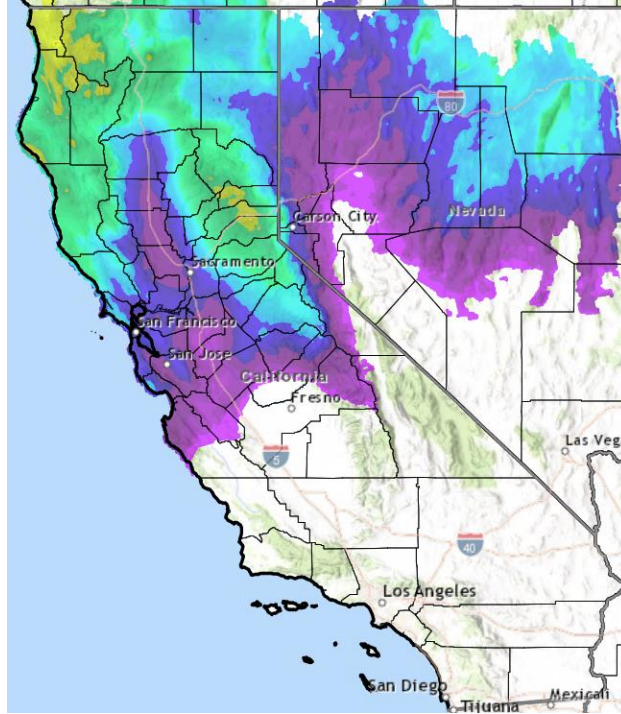 80
Nevada
Carson City
Sacramento
San Francisco
San Jose
California
Fresno
5
Las Veg
40
Los Angeles
San Diego
Tijuana
Mexicali